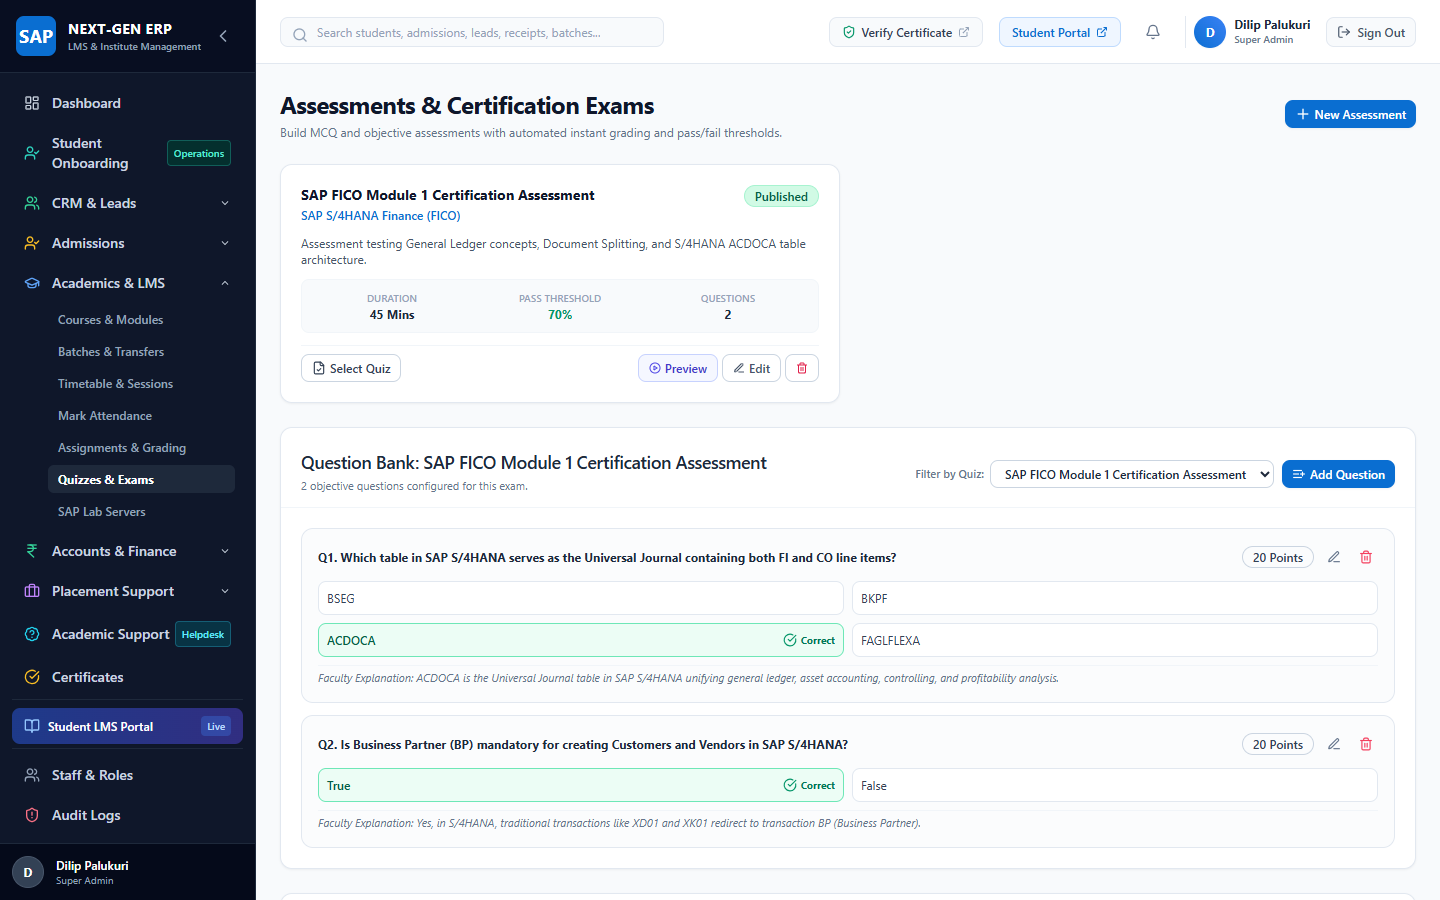 SAP
NEXT-GEN ERP
LMS & Institute Management
Dashboard
Student Onboarding
Operations
CRM & Leads
Admissions
Academics & LMS
Courses & Modules
Batches & Transfers
Timetable & Sessions
Mark Attendance
Assignments & Grading
Quizzes & Exams
SAP Lab Servers
Accounts & Finance
Placement Support
Academic Support
Helpdesk
Certificates
Student LMS Portal
Live
Staff & Roles
Audit Logs
D
Dilip Palukuri
Super Admin
Search students, admissions, leads, receipts, batches...
Verify Certificate
Student Portal
D
Dilip Palukuri
Super Admin
Sign Out
Assessments & Certification Exams
Build MCQ and objective assessments with automated instant grading and pass/fail thresholds.
New Assessment
SAP FICO Module 1 Certification Assessment
Published
SAP S/4HANA Finance (FICO)
Assessment testing General Ledger concepts, Document Splitting, and S/4HANA ACDOCA table
architecture.
DURATION
45 Mins
PASS THRESHOLD
70%
QUESTIONS
2
Select Quiz
Preview
Edit
Question Bank: SAP FICO Module 1 Certification Assessment
2 objective questions configured for this exam.
Filter by Quiz:
SAP FICO Module 1 Certification Assessment
Add Question
Q1. Which table in SAP S/4HANA serves as the Universal Journal containing both FI and CO line items?
20 Points
BSEG
BKPF
ACDOCA
Correct
FAGLFLEXA
Faculty Explanation: ACDOCA is the Universal Journal table in SAP S/4HANA unifying general ledger, asset accounting, controlling, and profitability analysis.
Q2. Is Business Partner (BP) mandatory for creating Customers and Vendors in SAP S/4HANA?
20 Points
True
Correct
False
Faculty Explanation: Yes, in S/4HANA, traditional transactions like XD01 and XK01 redirect to transaction BP (Business Partner).